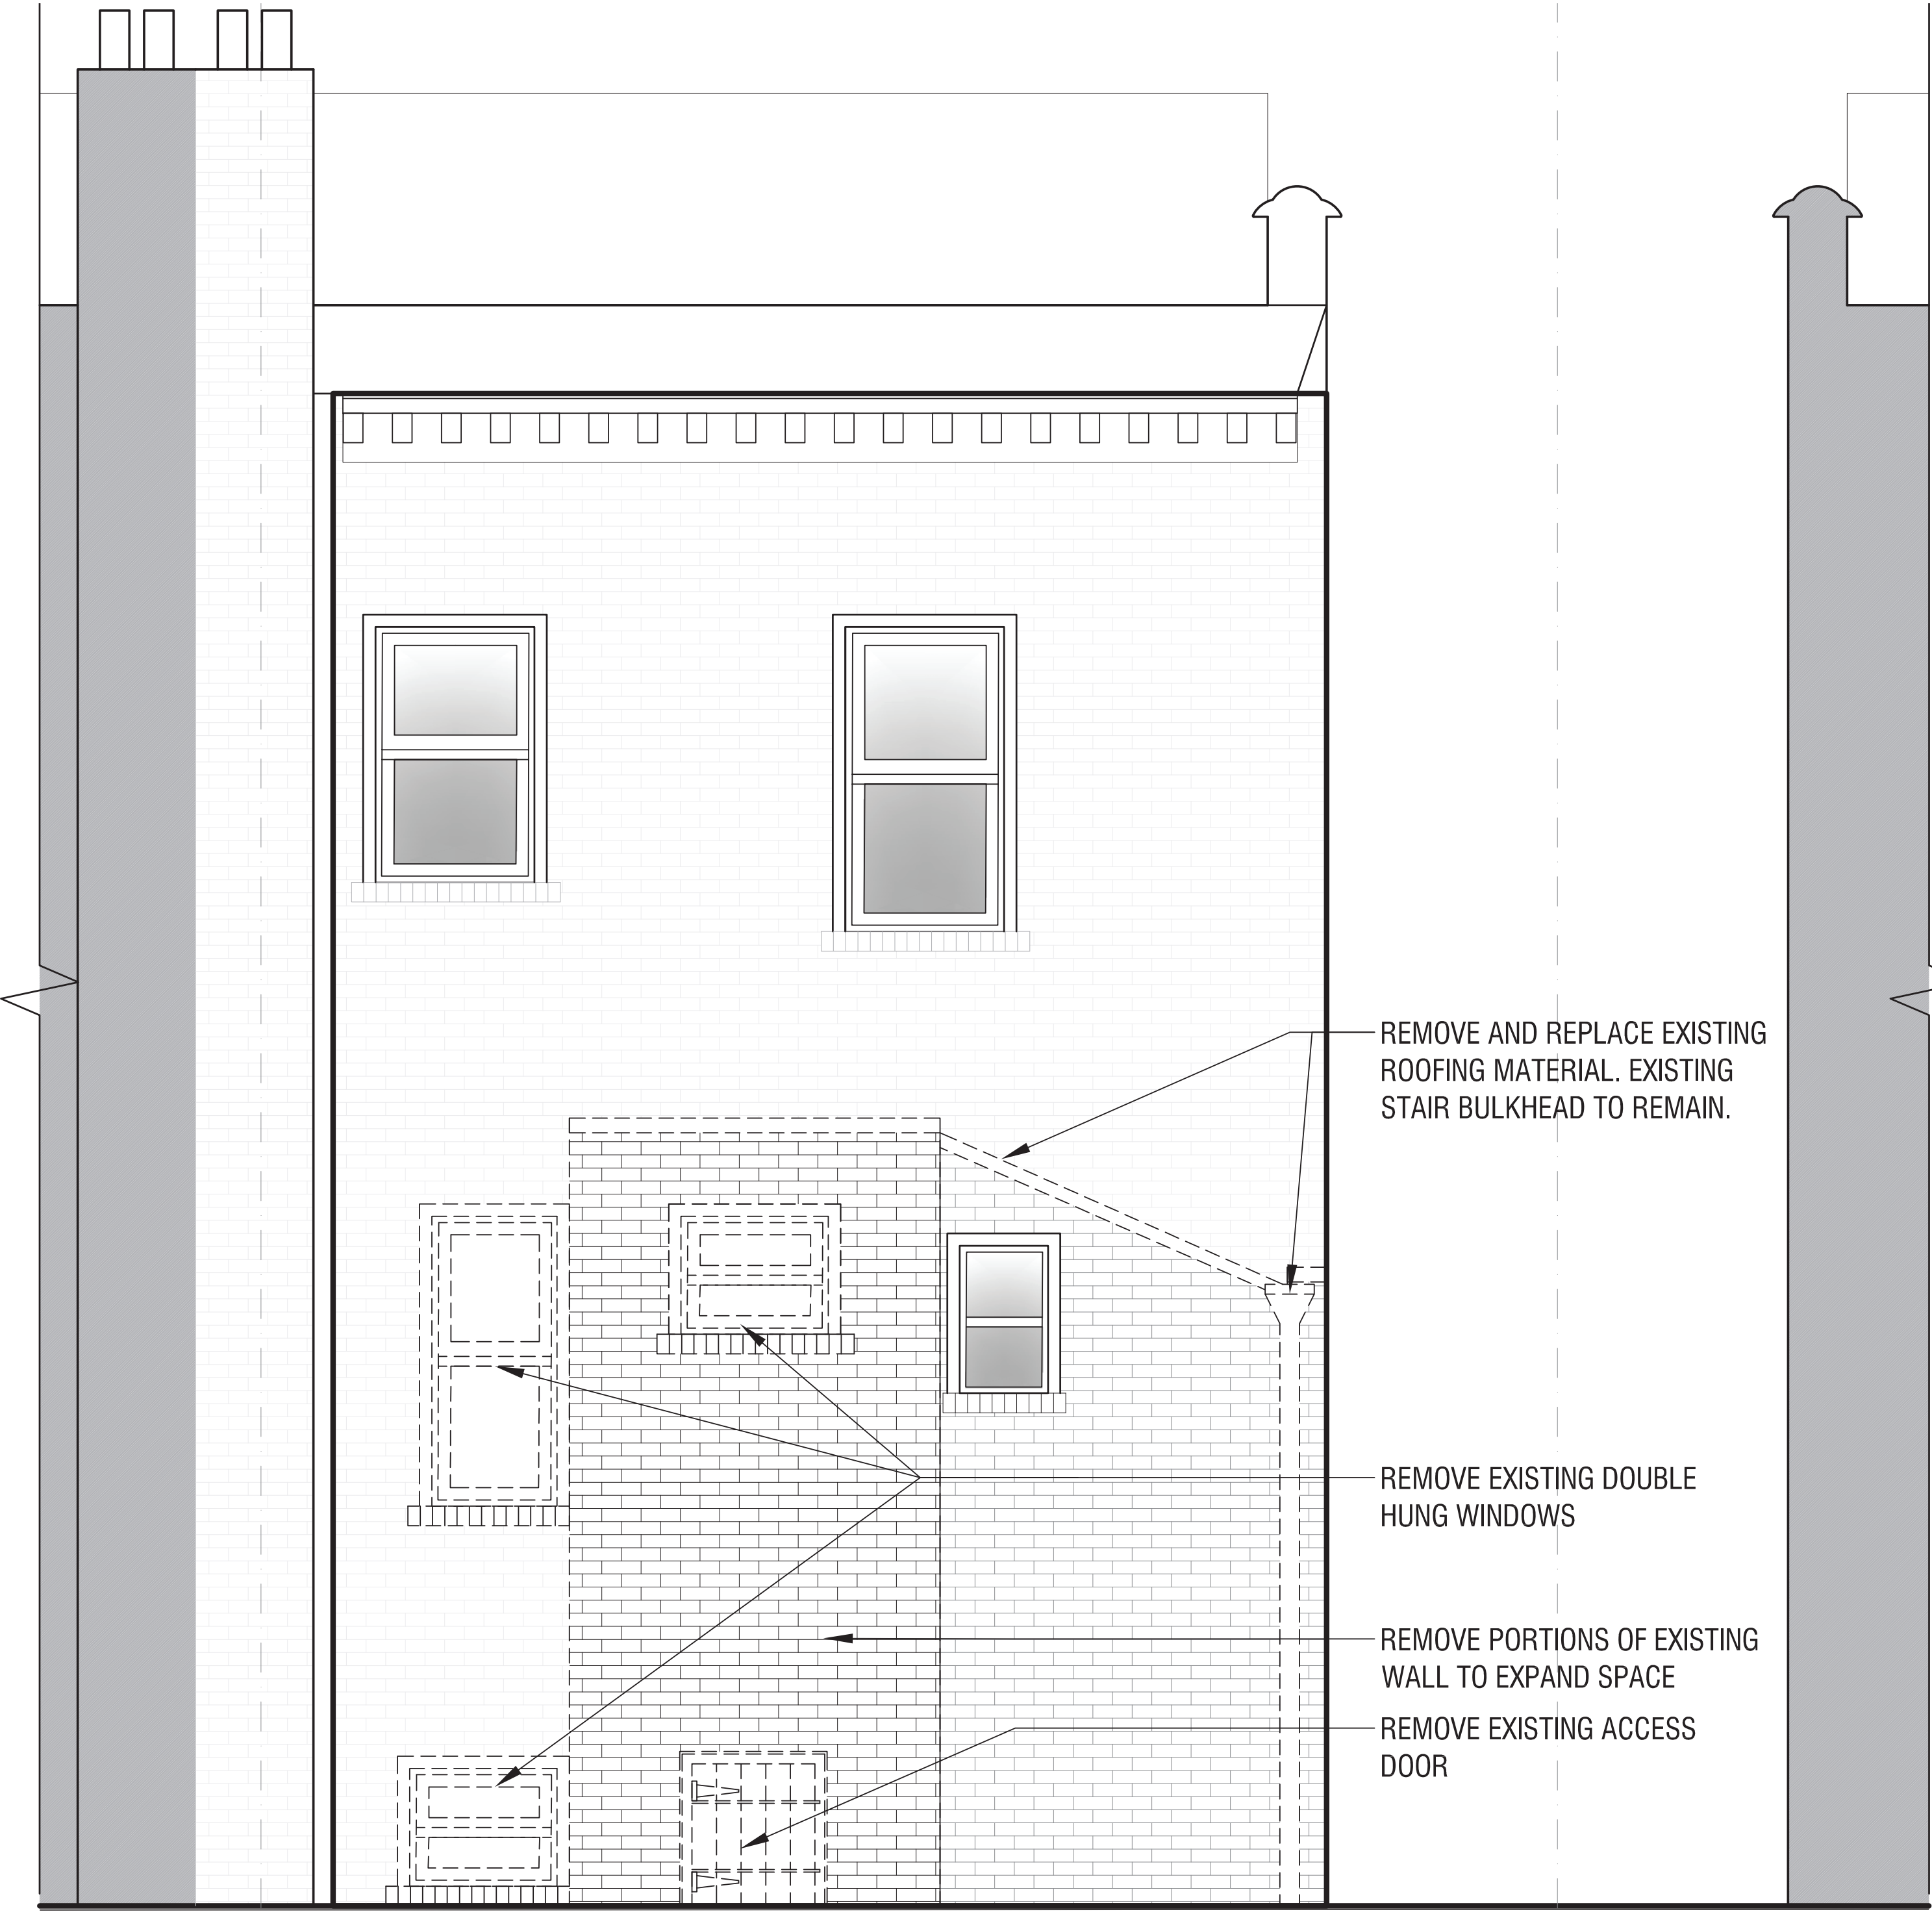 REMOVE AND REPLACE EXISTING
ROOFING MATERIAL. EXISTING
STAIR BULKHEAD TO REMAIN.
REMOVE EXISTING DOUBLE
HUNG WINDOWS
REMOVE PORTIONS OF EXISTING
WALL TO EXPAND SPACE
REMOVE EXISTING ACCESS
DOOR